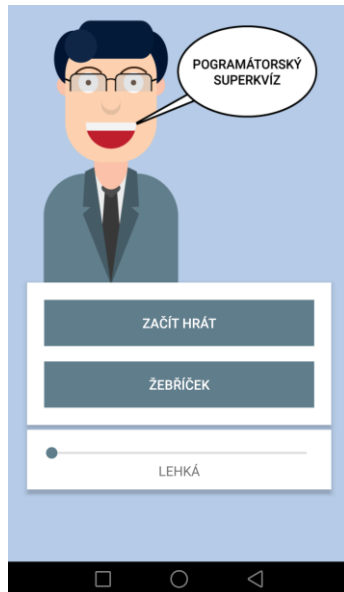 POGRAMÁTORSKÝ
SUPERKVÍZ
ZAČÍT HRÁT
ŽEBŘÍČEK
LEHKÁ